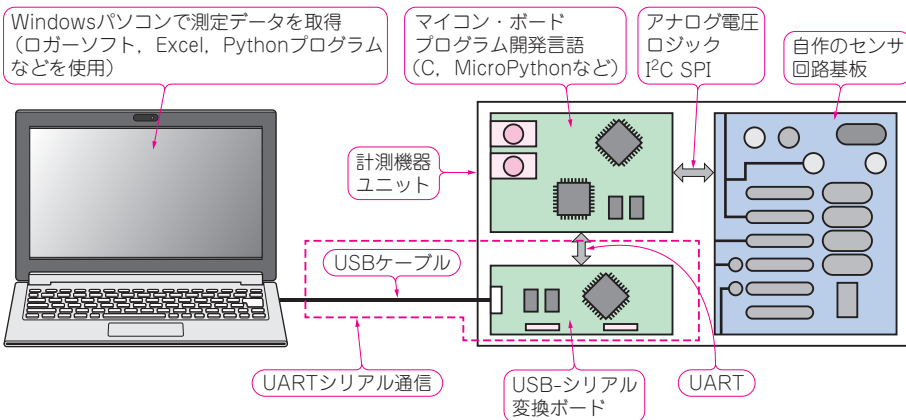 Windowsパソコンで測定データを取得
（ロガーソフト，Excel，Pythonプログラム
などを使用）
マイコン・ボード
プログラム開発言語
（C，MicroPythonなど）
アナログ電圧
ロジック
I²C SPI
自作のセンサ
回路基板
計測機器
ユニット
USBケーブル
UARTシリアル通信
USB-シリアル
変換ボード
UART